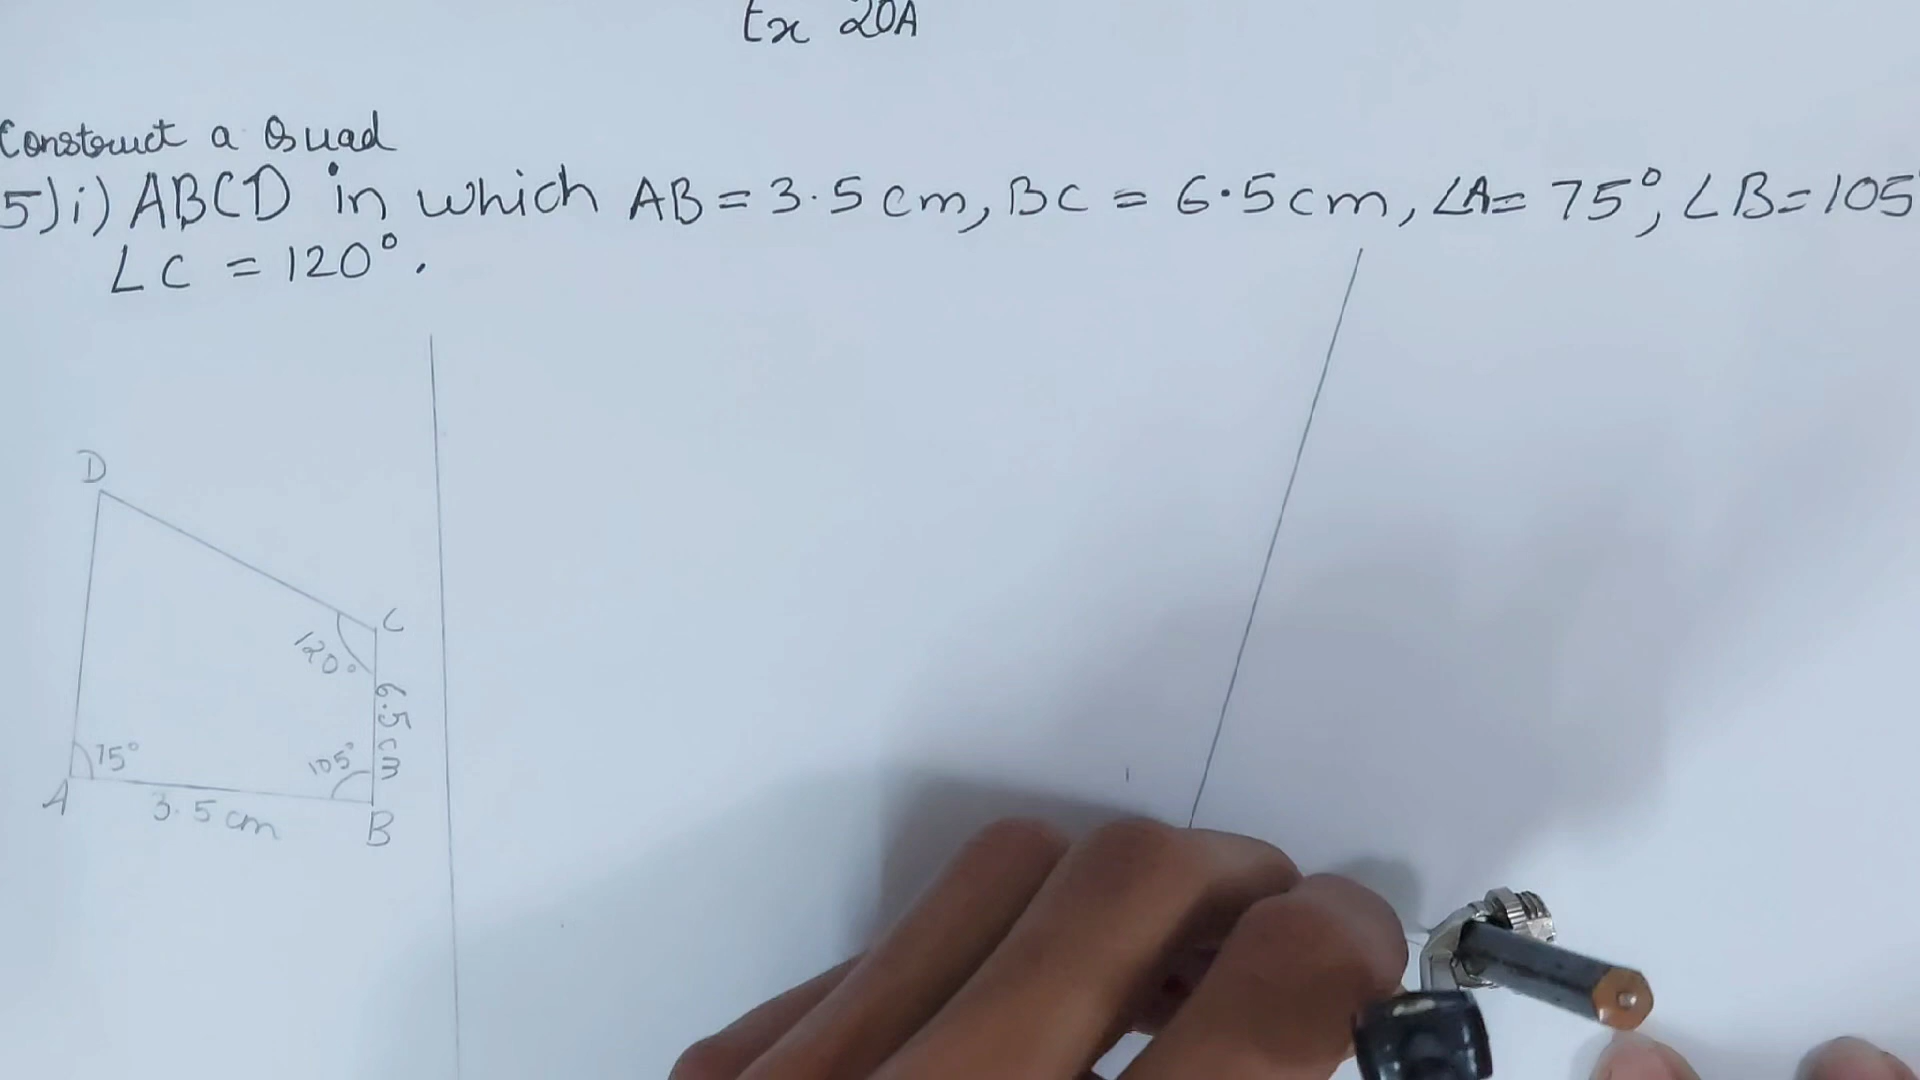 Ex 20A
Construct a Quad
5)i) ABCD in which AB = 3.5 cm, BC = 6.5 cm, ∠A = 75°, ∠B = 105°
∠C = 120°.
D
C
120°
6.5 cm
75°
105°
A
3.5 cm
B